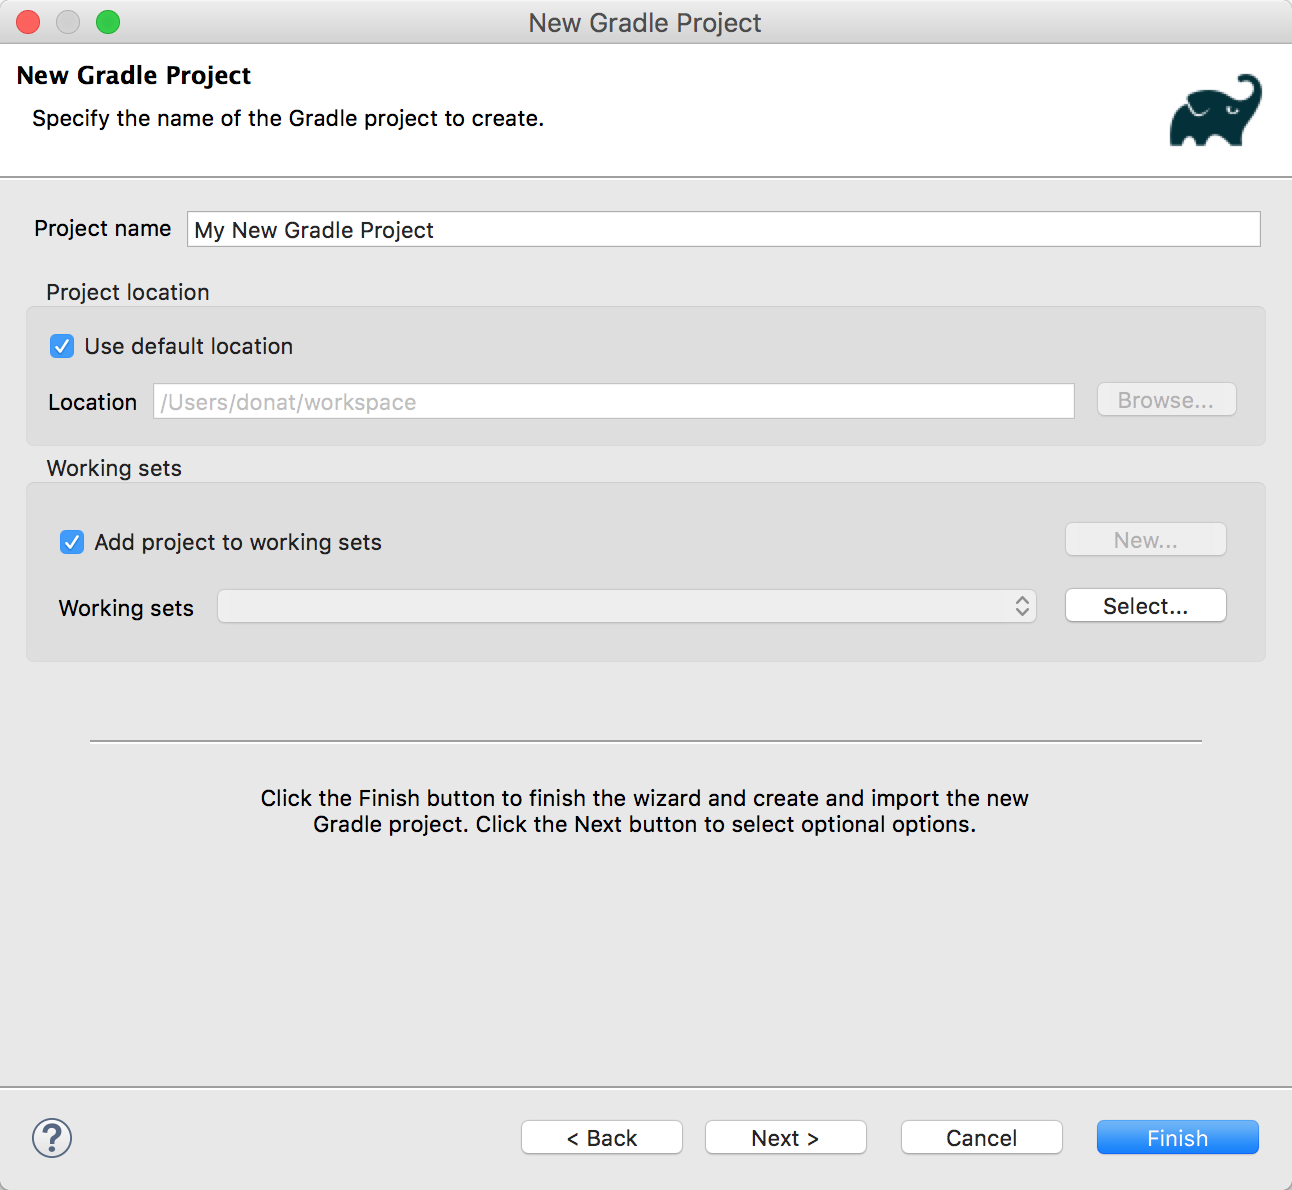 New Gradle Project
New Gradle Project
Specify the name of the Gradle project to create.
Project name My New Gradle Project
Project location
Use default location
Location /Users/donat/workspace Browse...
Working sets
Add project to working sets New...
Working sets Select...
Click the Finish button to finish the wizard and create and import the new
Gradle project. Click the Next button to select optional options.
? < Back Next > Cancel Finish